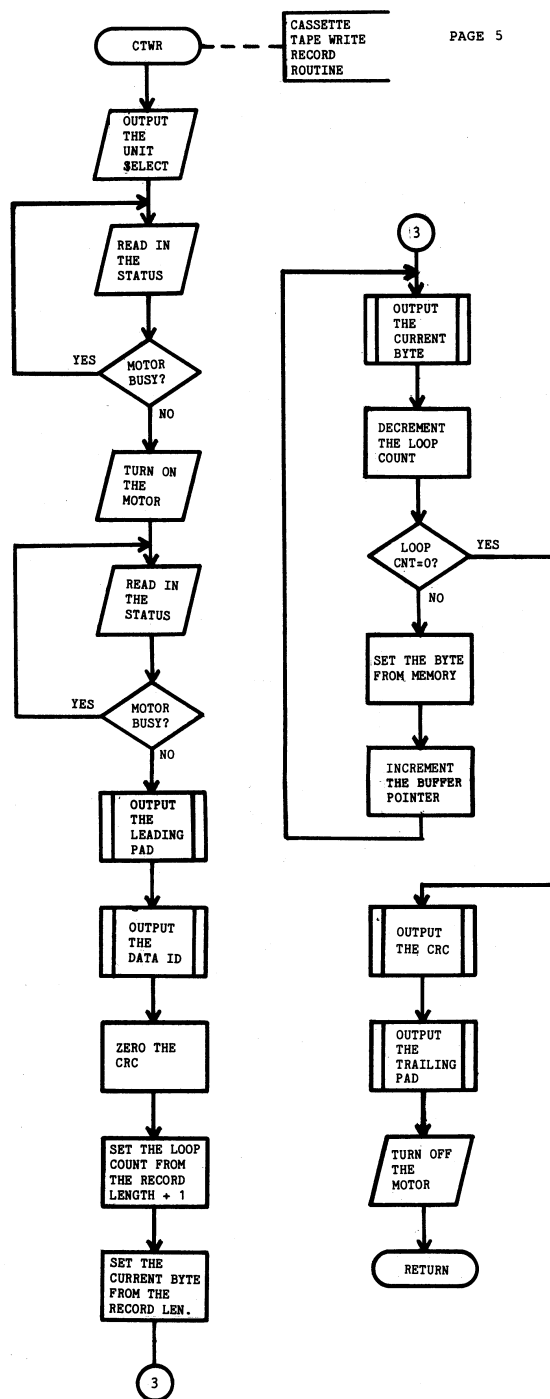 CTWR
CASSETTE
TAPE WRITE
RECORD
ROUTINE
PAGE 5
OUTPUT
THE
UNIT
SELECT
READ IN
THE
STATUS
YES
MOTOR
BUSY?
NO
TURN ON
THE
MOTOR
READ IN
THE
STATUS
YES
MOTOR
BUSY?
NO
OUTPUT
THE
LEADING
PAD
OUTPUT
THE
DATA ID
ZERO THE
CRC
SET THE LOOP
COUNT FROM
THE RECORD
LENGTH + 1
SET THE
CURRENT BYTE
FROM THE
RECORD LEN.
3
3
OUTPUT
THE
CURRENT
BYTE
DECREMENT
THE LOOP
COUNT
LOOP
CNT=0?
YES
NO
SET THE BYTE
FROM MEMORY
INCREMENT
THE BUFFER
POINTER
OUTPUT
THE CRC
OUTPUT
THE
TRAILING
PAD
TURN OFF
THE
MOTOR
RETURN